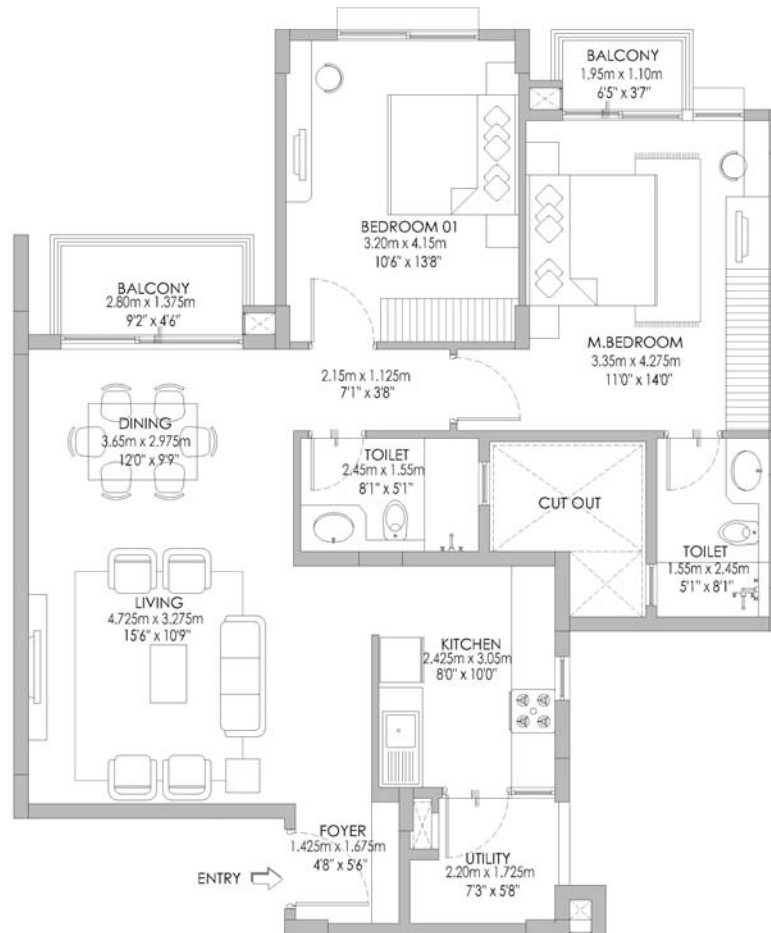 BALCONY
1.95m x 1.10m
6'5" x 3'7"
BEDROOM 01
3.20m x 4.15m
10'6" x 13'8"
BALCONY
2.80m x 1.375m
9'2" x 4'6"
M.BEDROOM
3.35m x 4.275m
11'0" x 14'0"
2.15m x 1.125m
7'1" x 3'8"
DINING
3.65m x 2.975m
12'0" x 9'9"
TOILET
2.45m x 1.55m
8'1" x 5'1"
CUT OUT
TOILET
1.55m x 2.45m
5'1" x 8'1"
LIVING
4.725m x 3.275m
15'6" x 10'9"
KITCHEN
2.425m x 3.05m
8'0" x 10'0"
FOYER
1.425m x 1.675m
4'8" x 5'6"
ENTRY
UTILITY
2.20m x 1.725m
7'3" x 5'8"